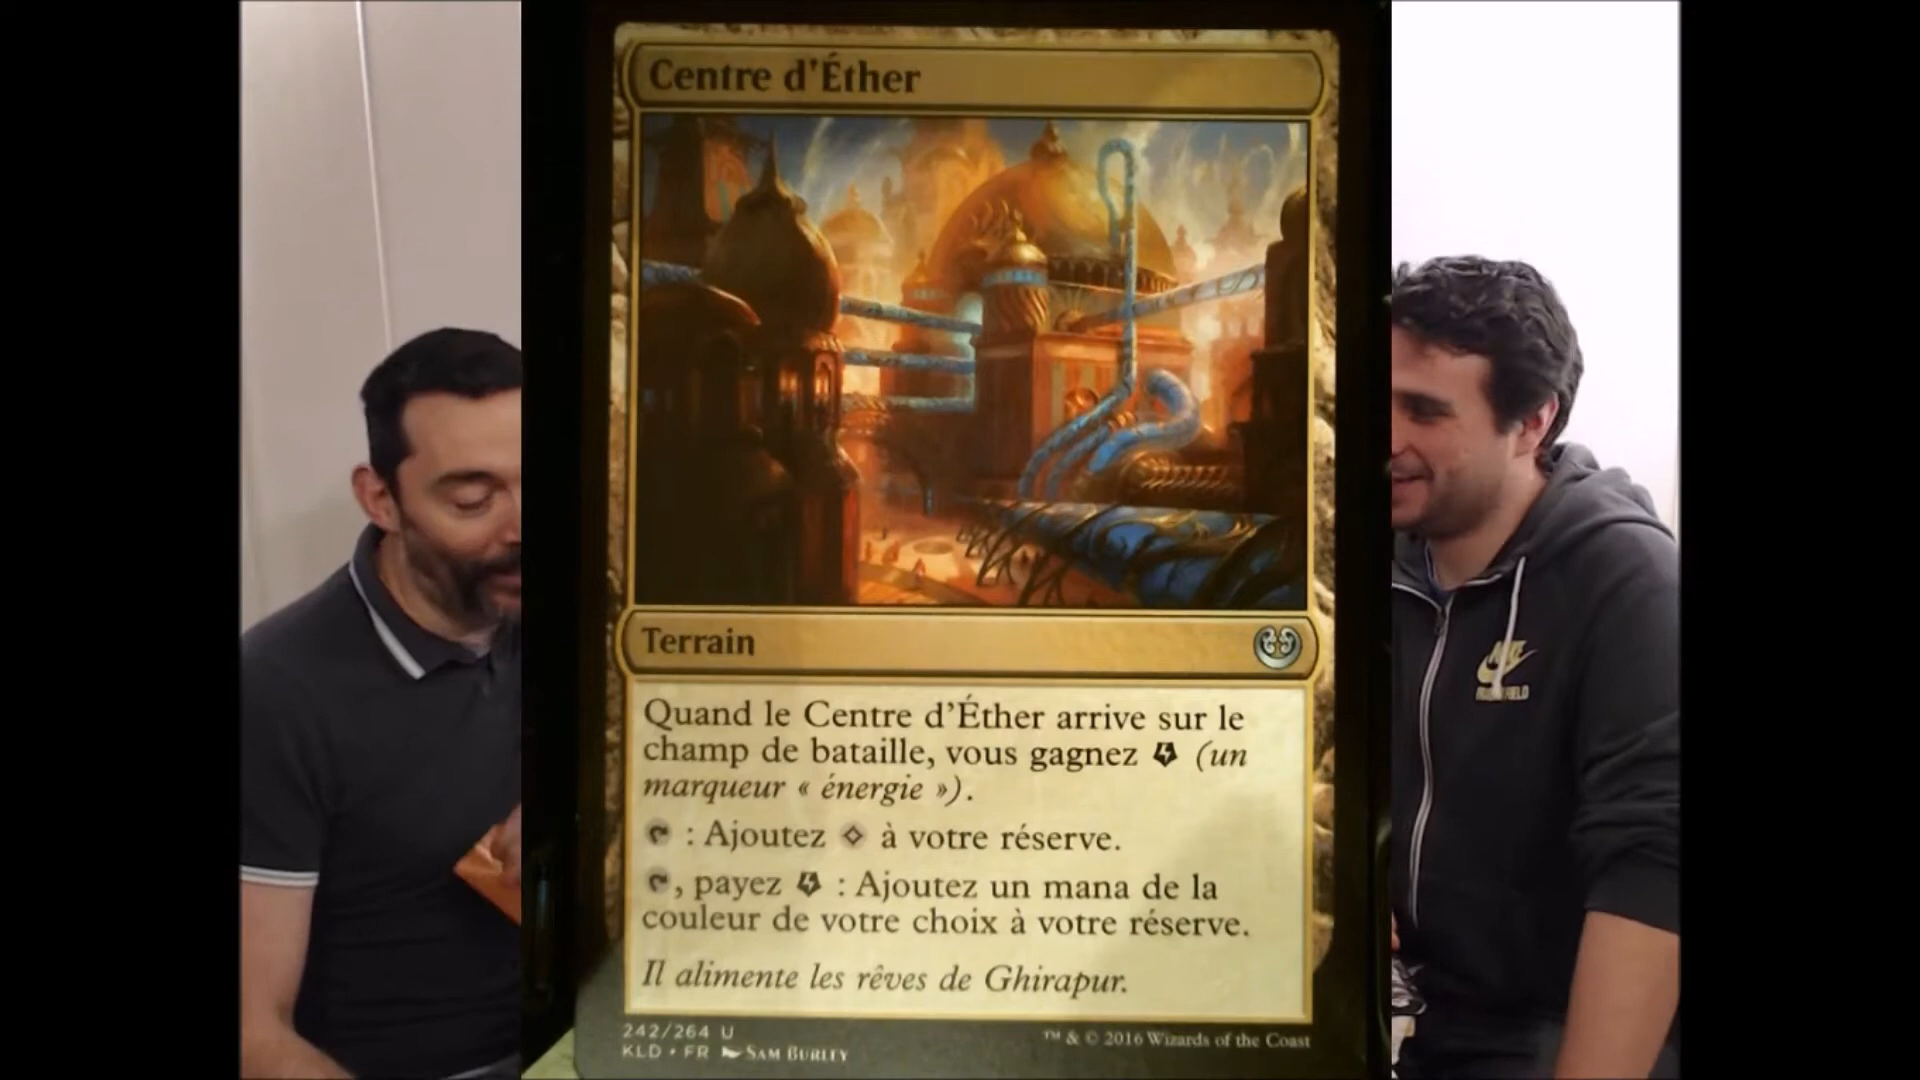 Centre d'Éther
Terrain
Quand le Centre d'Éther arrive sur le
champ de bataille, vous gagnez (un
marqueur « énergie »).
: Ajoutez à votre réserve.
, payez : Ajoutez un mana de la
couleur de votre choix à votre réserve.
Il alimente les rêves de Ghirapur.
242/264 U
KLD • FR Sam Burley
™ & © 2016 Wizards of the Coast
NIKE